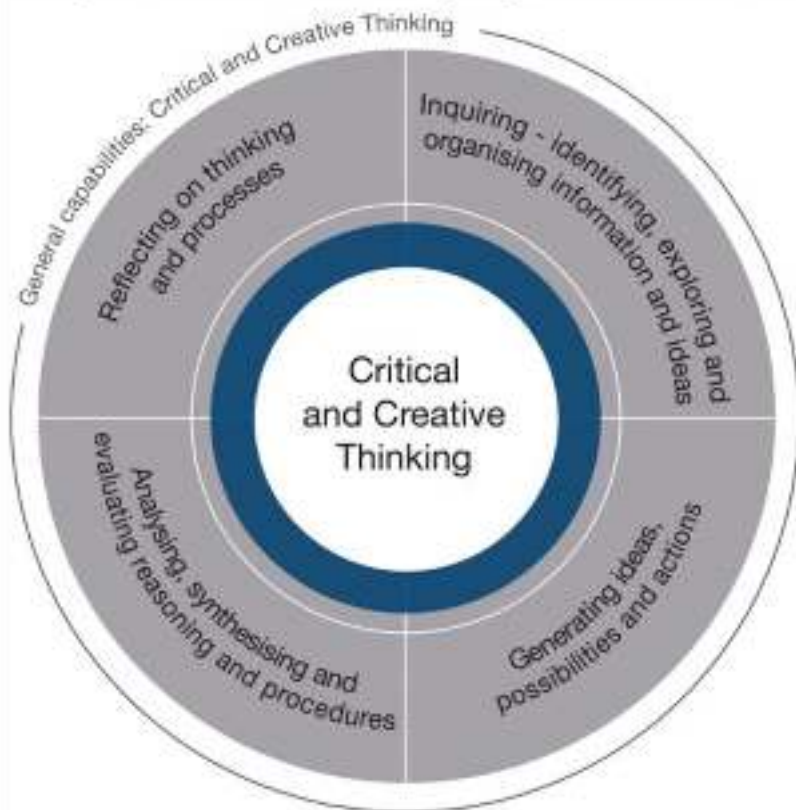 General capabilities: Critical and Creative Thinking
Inquiring - identifying, exploring and
organising information and ideas
Generating ideas,
possibilities and actions
Analysing, synthesising and
evaluating reasoning and procedures
Reflecting on thinking
and processes
Critical
and Creative
Thinking